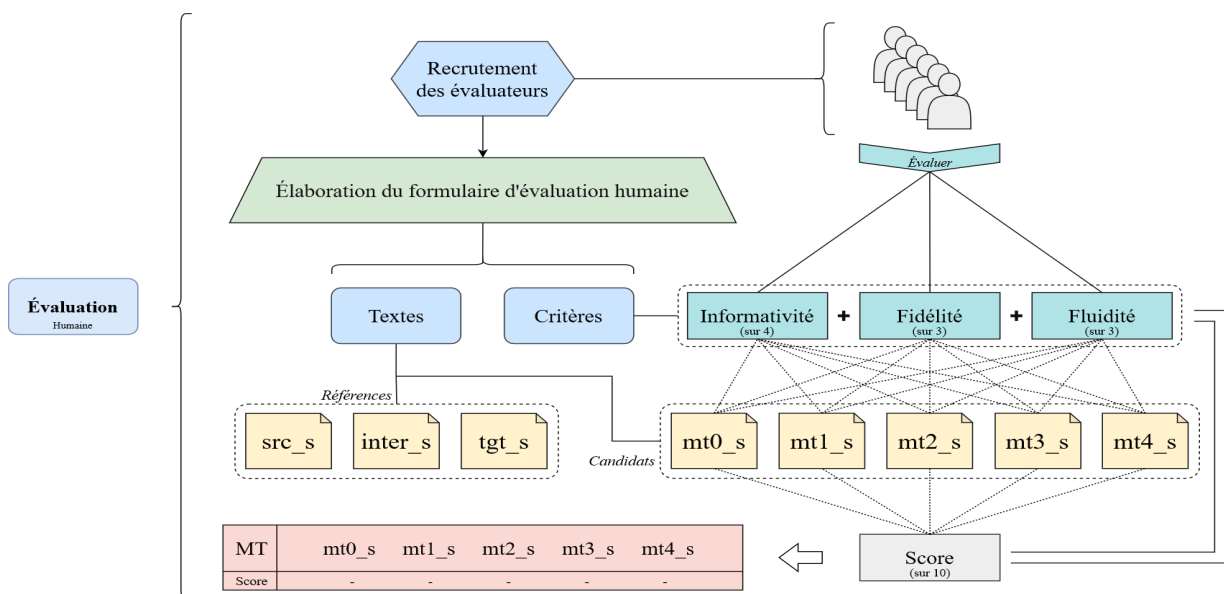 Recrutement
des évaluateurs
Évaluer
Élaboration du formulaire d'évaluation humaine
Évaluation
Humaine
Textes
Critères
Informativité
(sur 4)
+
Fidélité
(sur 3)
+
Fluidité
(sur 3)
Références
src_s
inter_s
tgt_s
Candidats
mt0_s
mt1_s
mt2_s
mt3_s
mt4_s
MT mt0_s mt1_s mt2_s mt3_s mt4_s
Score - - - - -
Score
(sur 10)